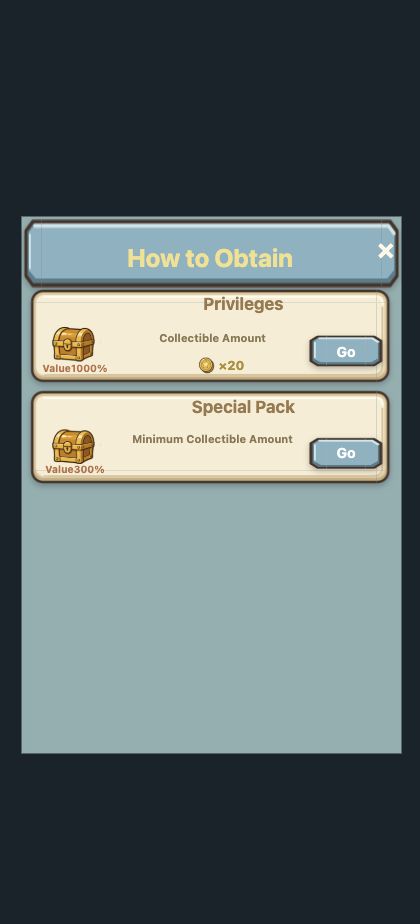 How to Obtain
Privileges
Collectible Amount
×20
Value1000%
Go
Special Pack
Minimum Collectible Amount
Value300%
Go